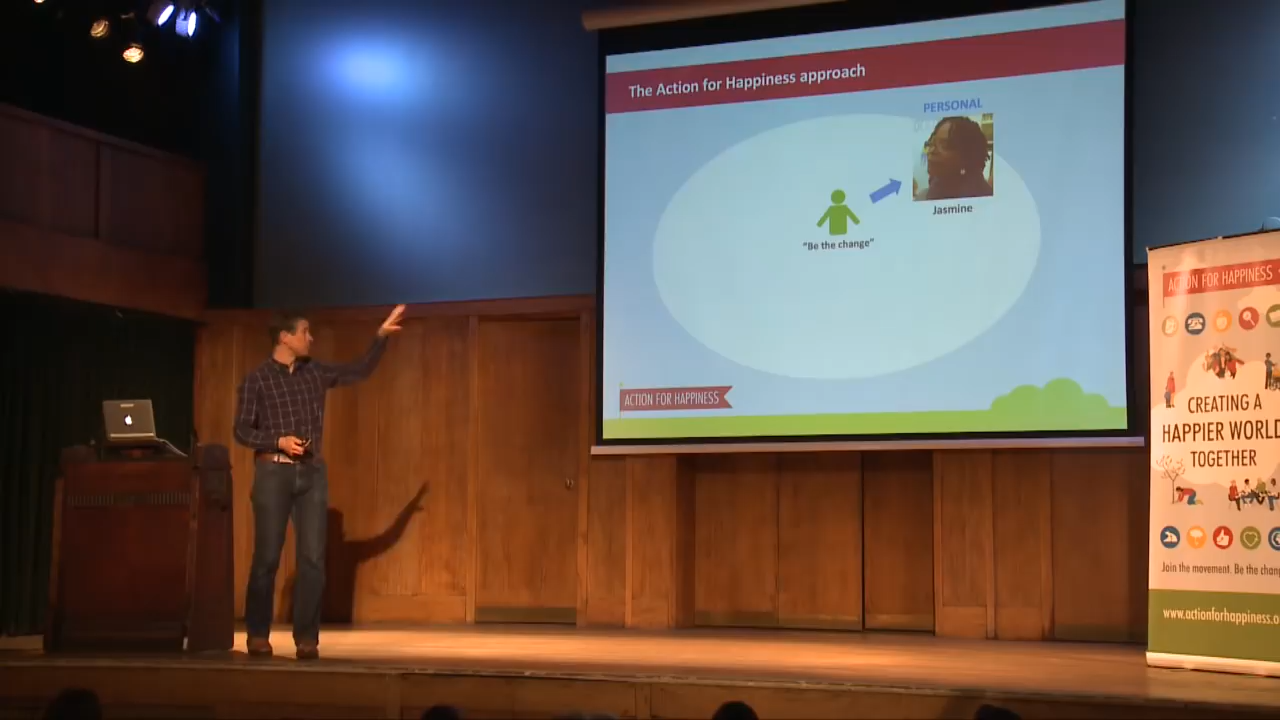 The Action for Happiness approach
PERSONAL
Jasmine
"Be the change"
ACTION FOR HAPPINESS
ACTION FOR HAPPINESS
CREATING A
HAPPIER WORLD
TOGETHER
Join the movement. Be the chang
www.actionforhappiness.o